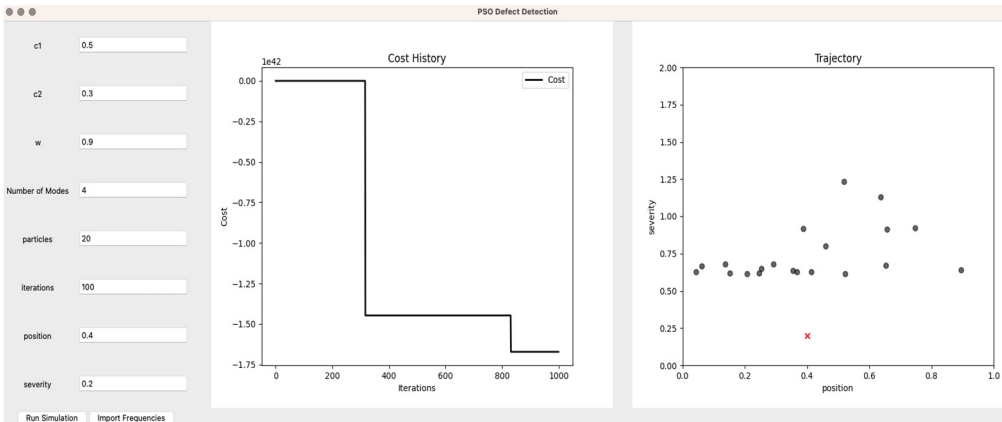 PSO Defect Detection
c1 0.5
c2 0.3
w 0.9
Number of Modes 4
particles 20
iterations 100
position 0.4
severity 0.2
Run Simulation Import Frequencies
Cost History
1e42
Cost
0.00
−0.25
−0.50
−0.75
−1.00
−1.25
−1.50
−1.75
Cost
0 200 400 600 800 1000
Iterations
Trajectory
2.00
1.75
1.50
1.25
1.00
0.75
0.50
0.25
0.00
severity
0.0 0.2 0.4 0.6 0.8 1.0
position